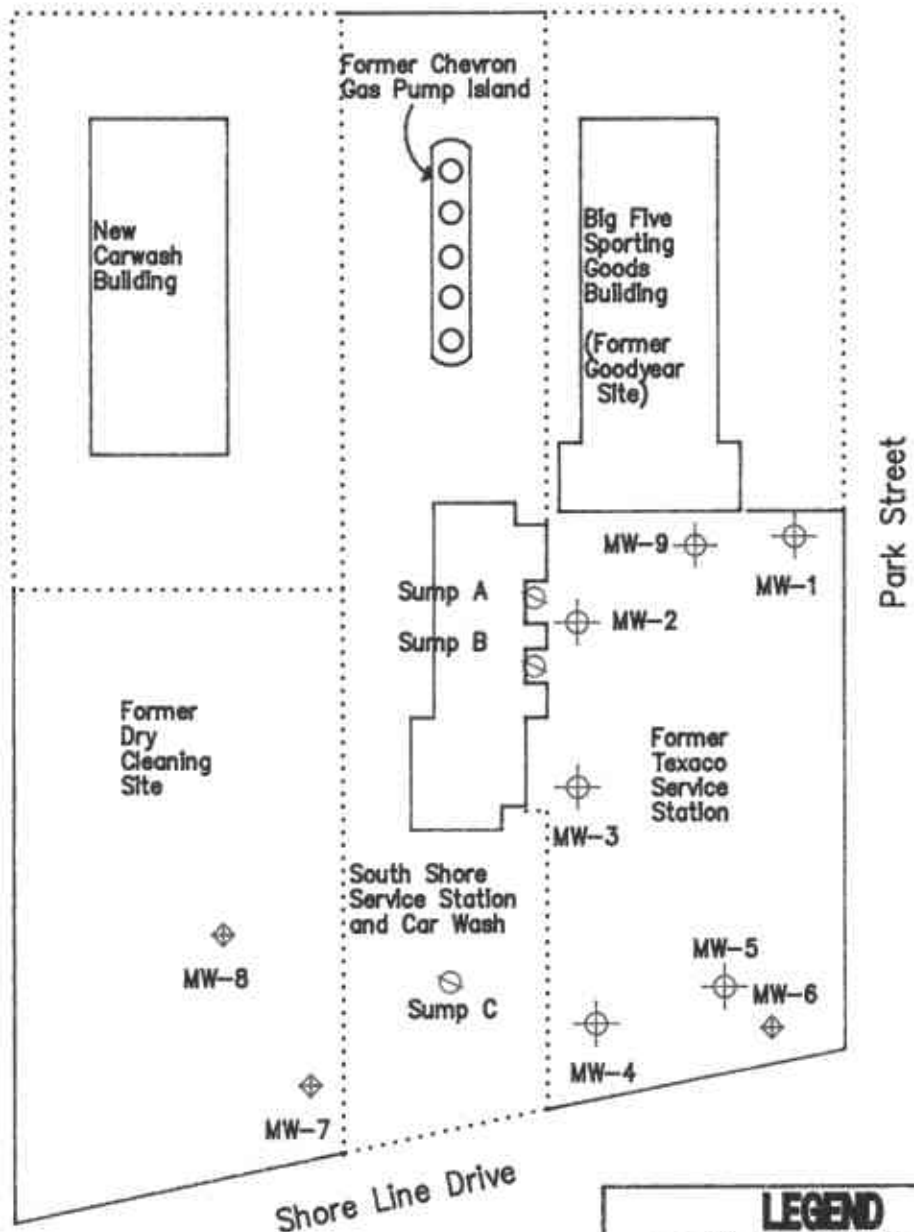 Former Chevron
Gas Pump Island
New
Carwash
Building
Big Five
Sporting
Goods
Building
(Former
Goodyear
Site)
Park Street
MW-9
MW-1
Sump A
MW-2
Sump B
Former
Dry
Cleaning
Site
Former
Texaco
Service
Station
MW-3
South Shore
Service Station
and Car Wash
MW-5
MW-8
MW-6
Sump C
MW-4
MW-7
Shore Line Drive
LEGEND